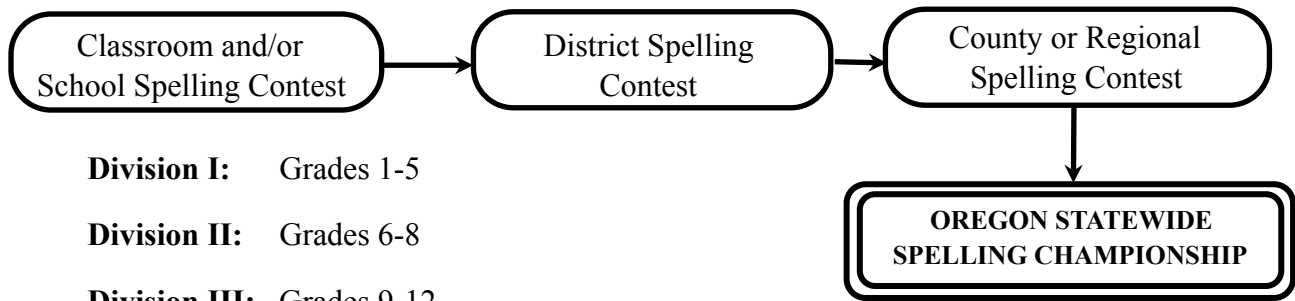 Classroom and/or
School Spelling Contest
District Spelling
Contest
County or Regional
Spelling Contest
Division I: Grades 1-5
Division II: Grades 6-8
OREGON STATEWIDE
SPELLING CHAMPIONSHIP
Division III: Grades 9-12